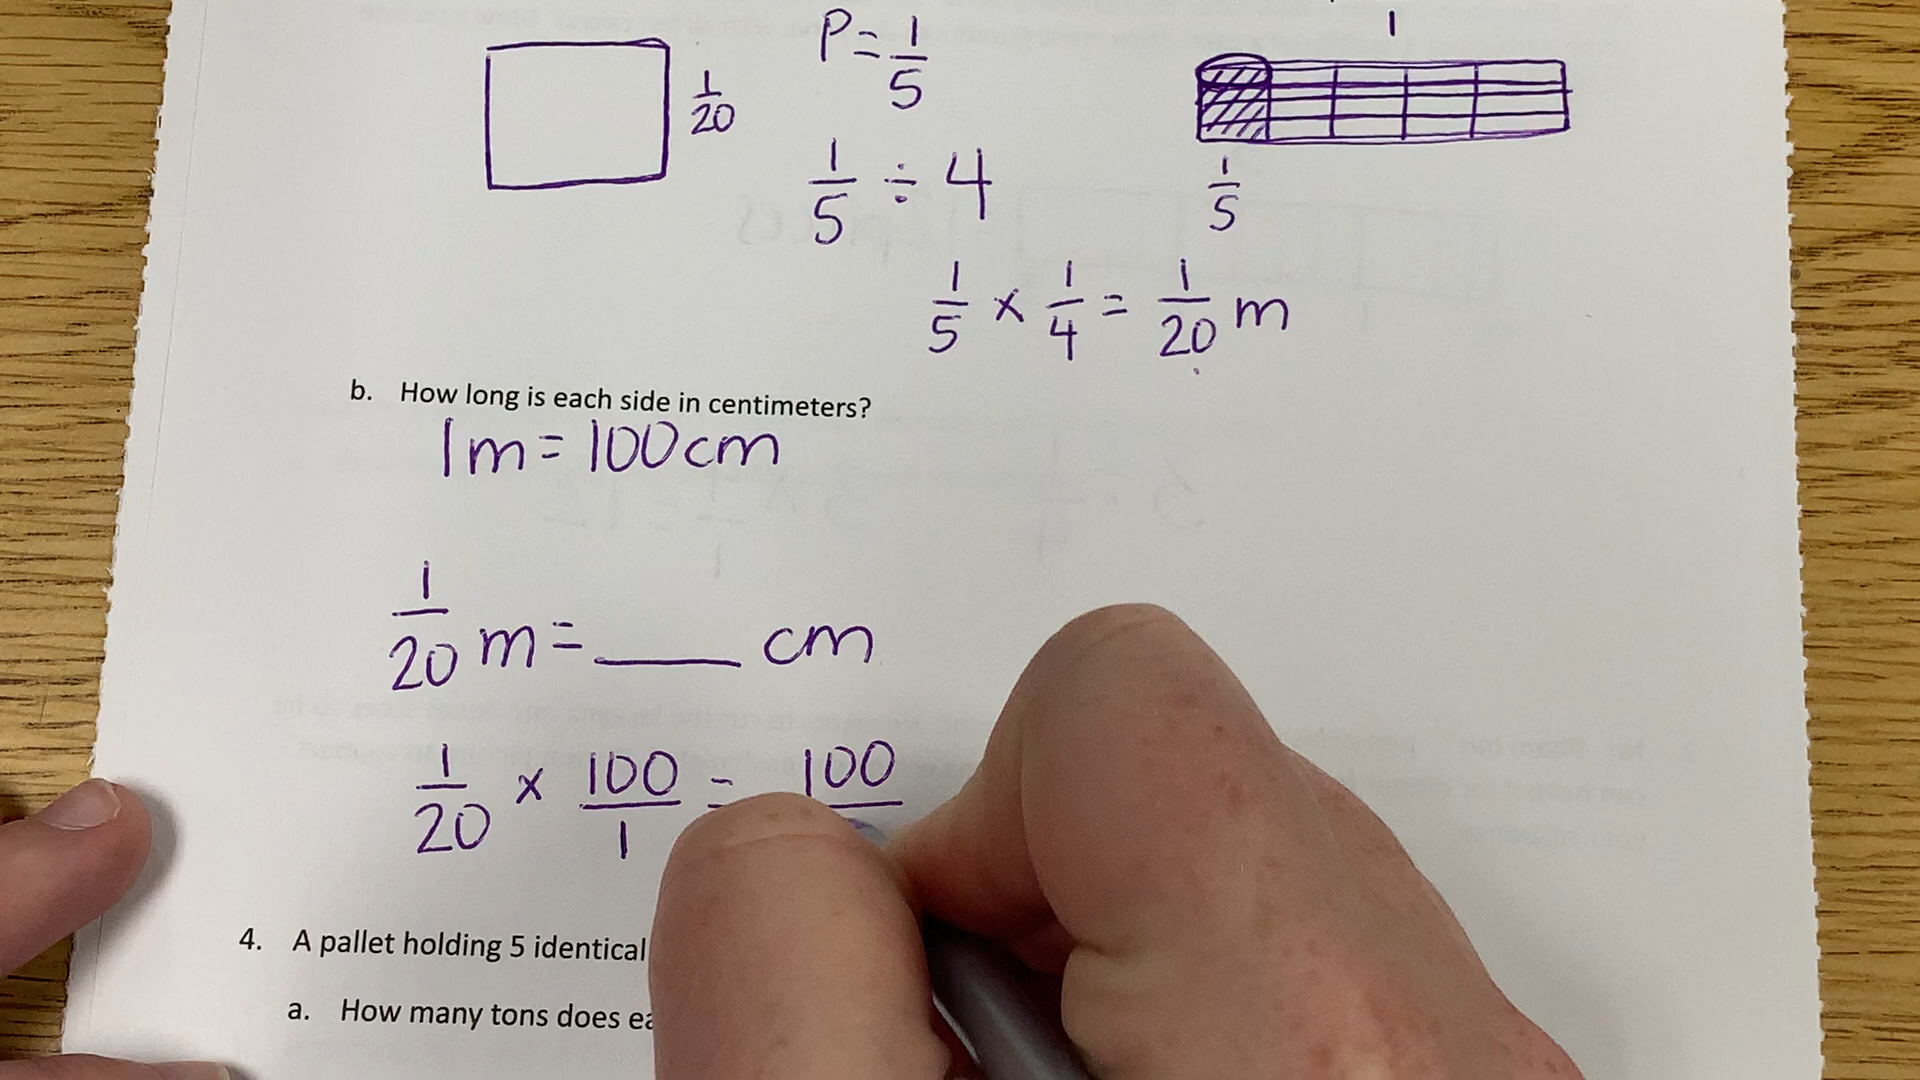 P = 1/5
1
1/20
1/5 ÷ 4
1/5
1/5 × 1/4 = 1/20 m
b. How long is each side in centimeters?
1m = 100cm
1/20 m = ___ cm
1/20 × 100/1 = 100
4. A pallet holding 5 identical
a. How many tons does